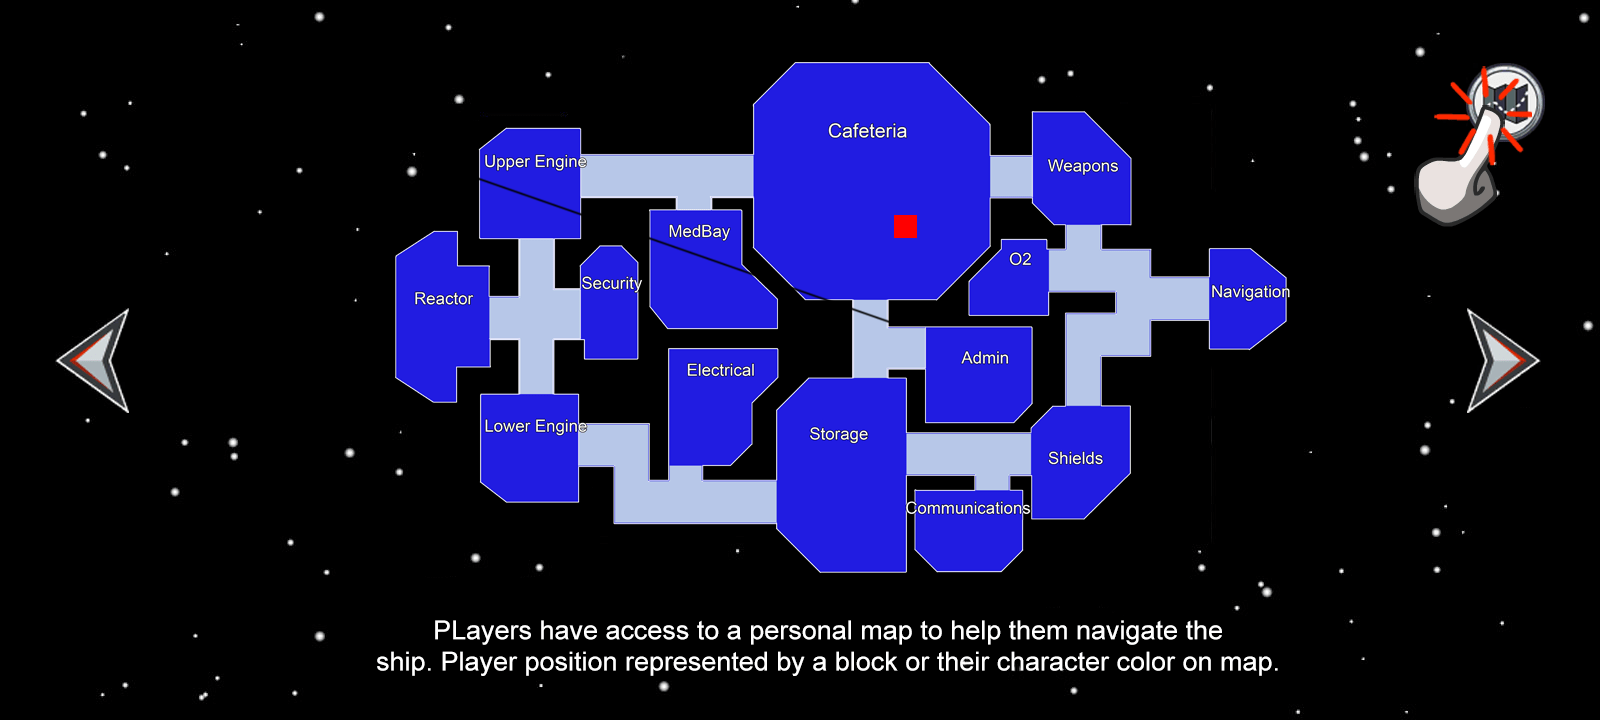 Cafeteria
Upper Engine
Weapons
MedBay
O2
Security
Reactor
Navigation
Admin
Electrical
Lower Engine
Storage
Shields
Communications
PLayers have access to a personal map to help them navigate the
ship. Player position represented by a block or their character color on map.